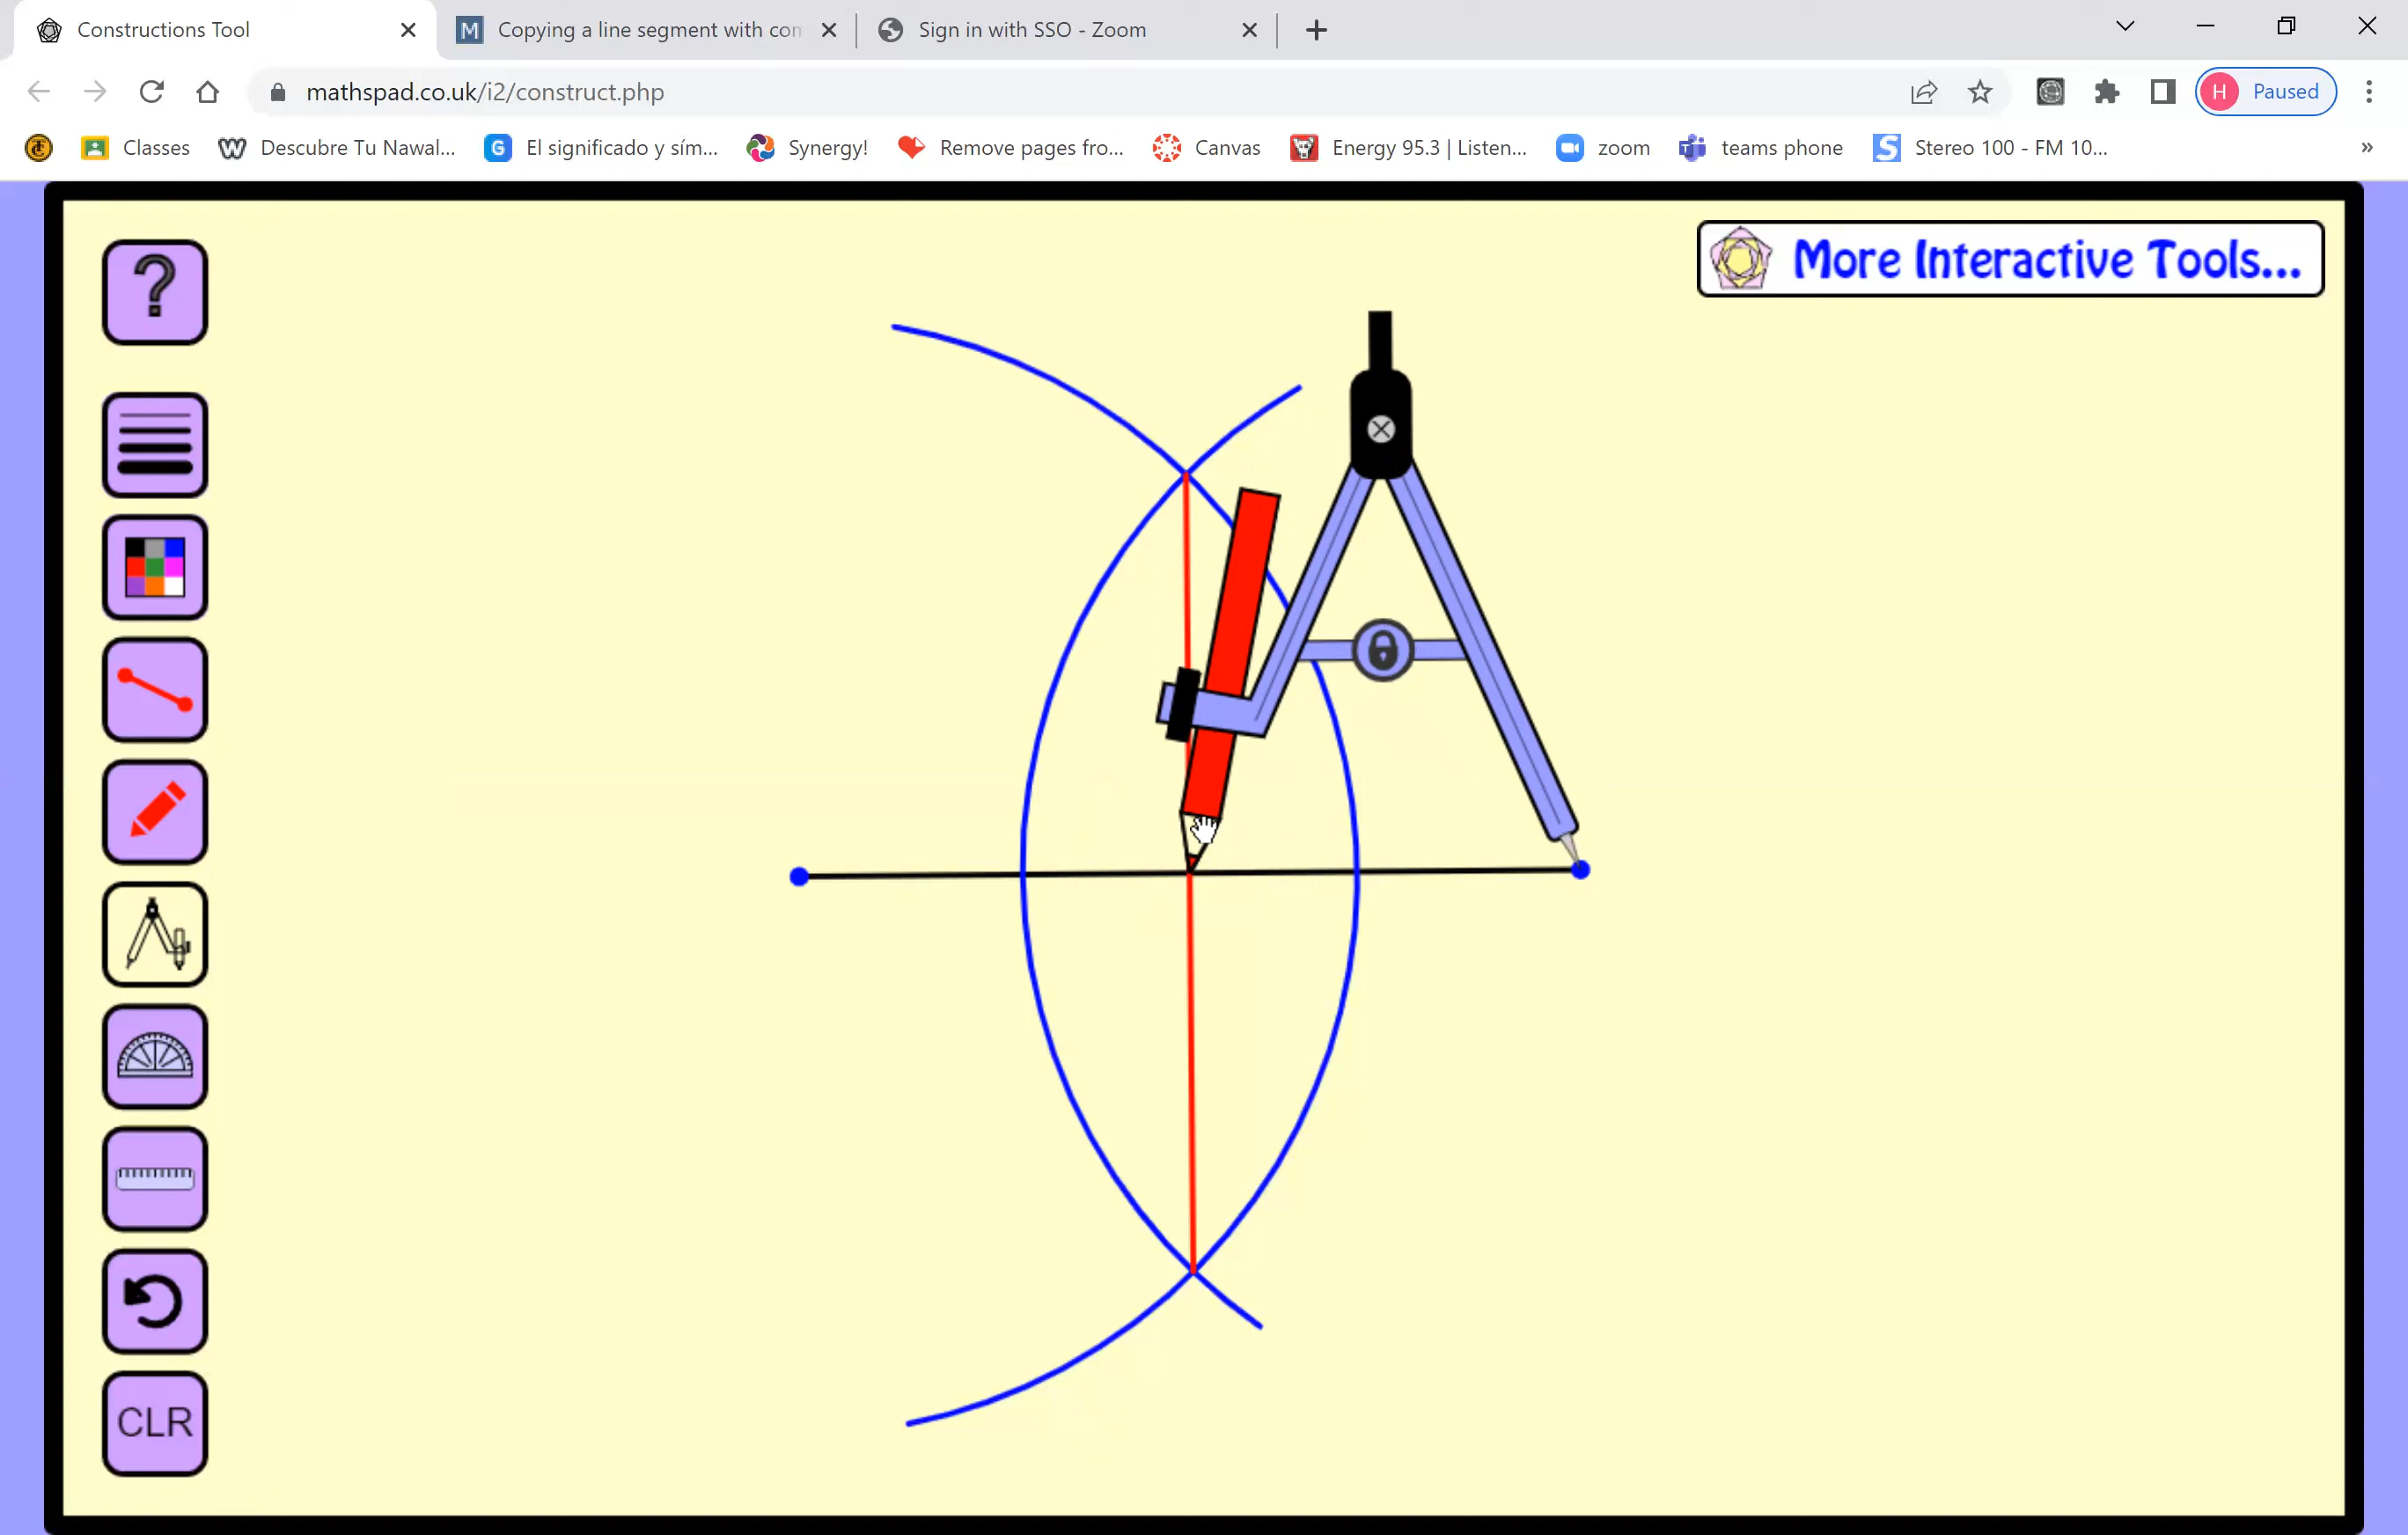 Constructions Tool
Copying a line segment with con
Sign in with SSO - Zoom
mathspad.co.uk/i2/construct.php
H Paused
Classes
Descubre Tu Nawal...
G El significado y sím...
Synergy!
Remove pages fro...
Canvas
Energy 95.3 | Listen...
zoom
teams phone
Stereo 100 - FM 10...
»
?
More Interactive Tools...
CLR